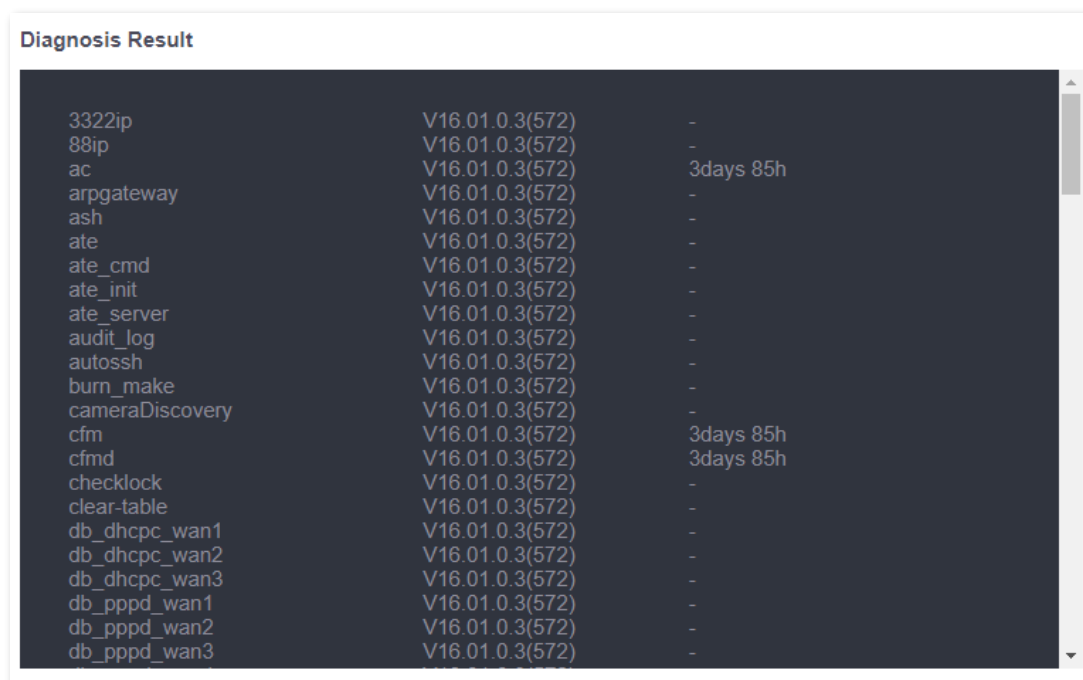 Diagnosis Result
3322ip V16.01.0.3(572) -
88ip V16.01.0.3(572) -
ac V16.01.0.3(572) 3days 85h
arpgateway V16.01.0.3(572) -
ash V16.01.0.3(572) -
ate V16.01.0.3(572) -
ate_cmd V16.01.0.3(572) -
ate_init V16.01.0.3(572) -
ate_server V16.01.0.3(572) -
audit_log V16.01.0.3(572) -
autossh V16.01.0.3(572) -
burn_make V16.01.0.3(572) -
cameraDiscovery V16.01.0.3(572) -
cfm V16.01.0.3(572) 3days 85h
cfmd V16.01.0.3(572) 3days 85h
checklock V16.01.0.3(572) -
clear-table V16.01.0.3(572) -
db_dhcpc_wan1 V16.01.0.3(572) -
db_dhcpc_wan2 V16.01.0.3(572) -
db_dhcpc_wan3 V16.01.0.3(572) -
db_pppd_wan1 V16.01.0.3(572) -
db_pppd_wan2 V16.01.0.3(572) -
db_pppd_wan3 V16.01.0.3(572) -